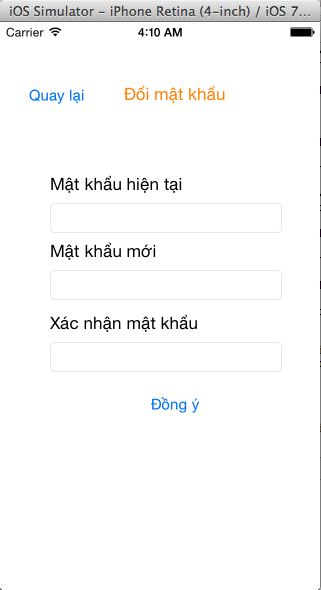 iOS Simulator - iPhone Retina (4-inch) / iOS 7...
Carrier 4:10 AM
Quay lại Đổi mật khẩu
Mật khẩu hiện tại
Mật khẩu mới
Xác nhận mật khẩu
Đồng ý